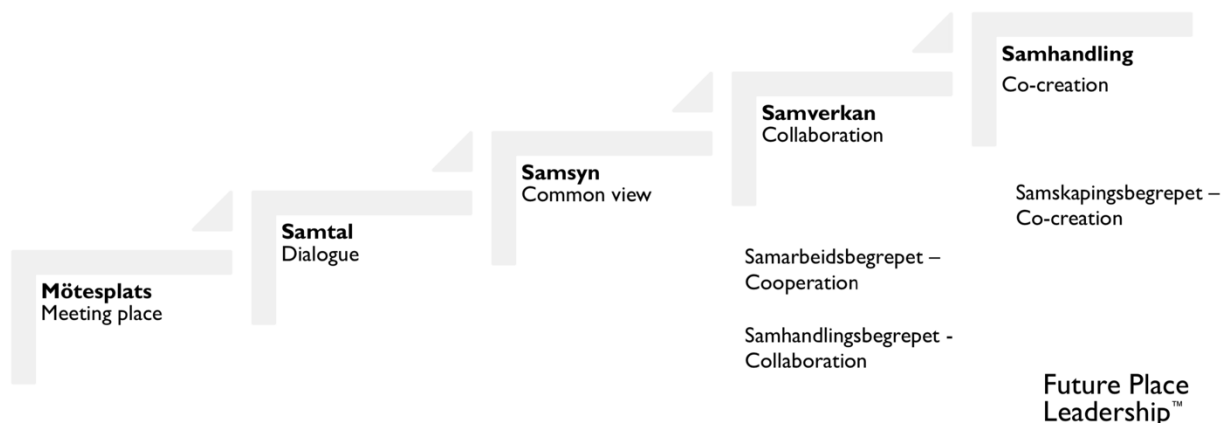 Mötesplats
Meeting place
Samtal
Dialogue
Samsyn
Common view
Samverkan
Collaboration
Samarbeidsbegrepet –
Cooperation
Samhandlingsbegrepet -
Collaboration
Samhandling
Co-creation
Samskapingsbegrepet –
Co-creation
Future Place
Leadership™